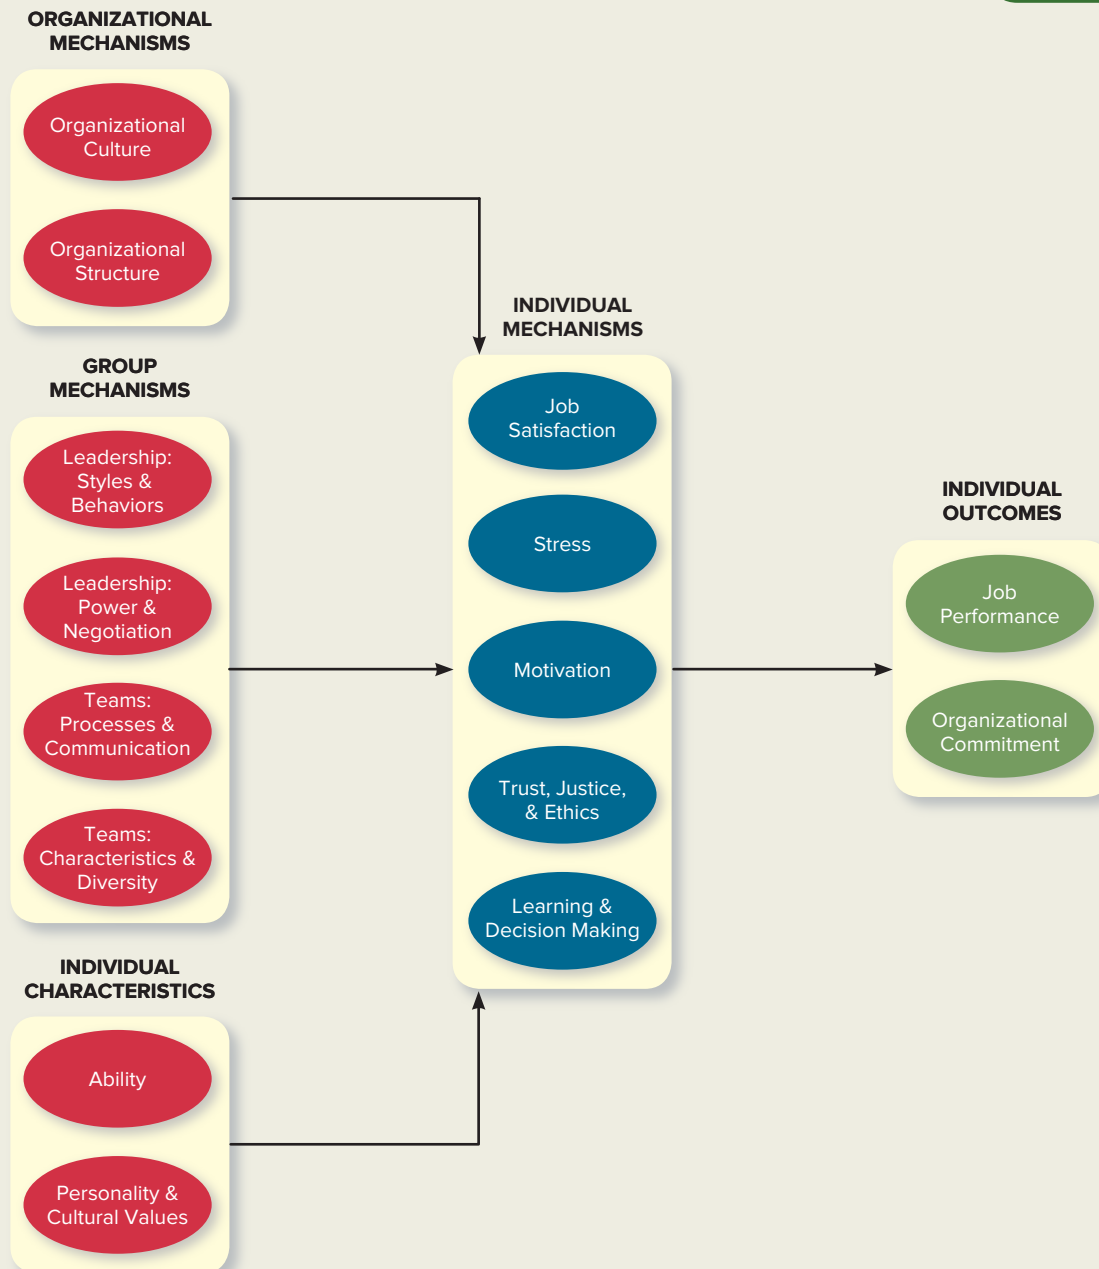 ORGANIZATIONAL
MECHANISMS
Organizational
Culture
Organizational
Structure
GROUP
MECHANISMS
Leadership:
Styles &
Behaviors
Leadership:
Power &
Negotiation
Teams:
Processes &
Communication
Teams:
Characteristics &
Diversity
INDIVIDUAL
CHARACTERISTICS
Ability
Personality &
Cultural Values
INDIVIDUAL
MECHANISMS
Job
Satisfaction
Stress
Motivation
Trust, Justice,
& Ethics
Learning &
Decision Making
INDIVIDUAL
OUTCOMES
Job
Performance
Organizational
Commitment